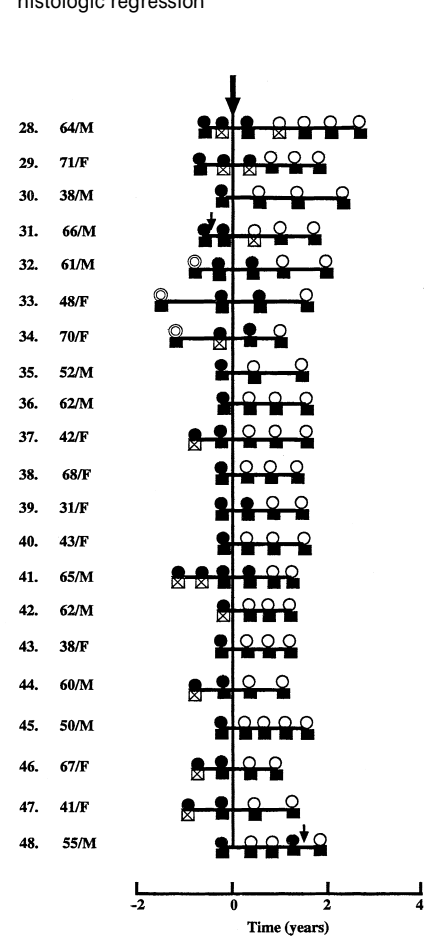 histologic regression
28. 64/M
29. 71/F
30. 38/M
31. 66/M
32. 61/M
33. 48/F
34. 70/F
35. 52/M
36. 62/M
37. 42/F
38. 68/F
39. 31/F
40. 43/F
41. 65/M
42. 62/M
43. 38/F
44. 60/M
45. 50/M
46. 67/F
47. 41/F
48. 55/M
-2 0 2 4
Time (years)